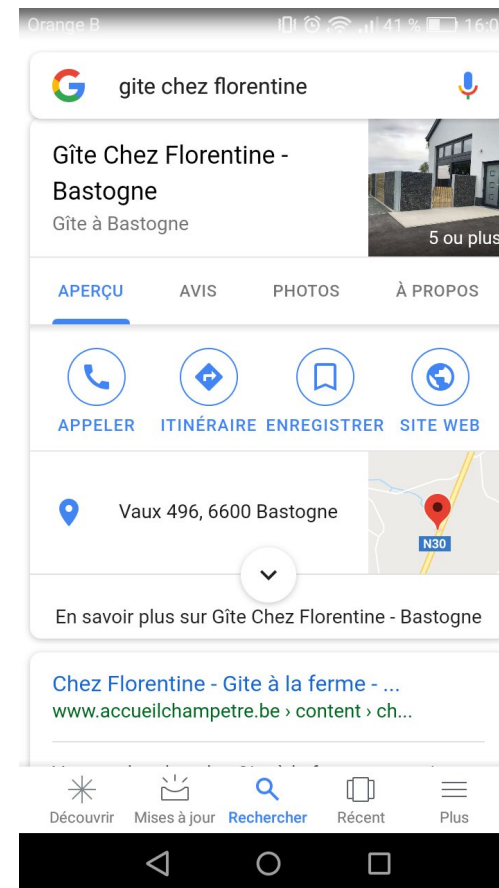 Orange B 41 % 16:0
gite chez florentine
Gîte Chez Florentine -
Bastogne
Gîte à Bastogne
5 ou plus
APERÇU AVIS PHOTOS À PROPOS
APPELER ITINÉRAIRE ENREGISTRER SITE WEB
Vaux 496, 6600 Bastogne
N30
En savoir plus sur Gîte Chez Florentine - Bastogne
Chez Florentine - Gite à la ferme - ...
www.accueilchampetre.be › content › ch...
Découvrir Mises à jour Rechercher Récent Plus